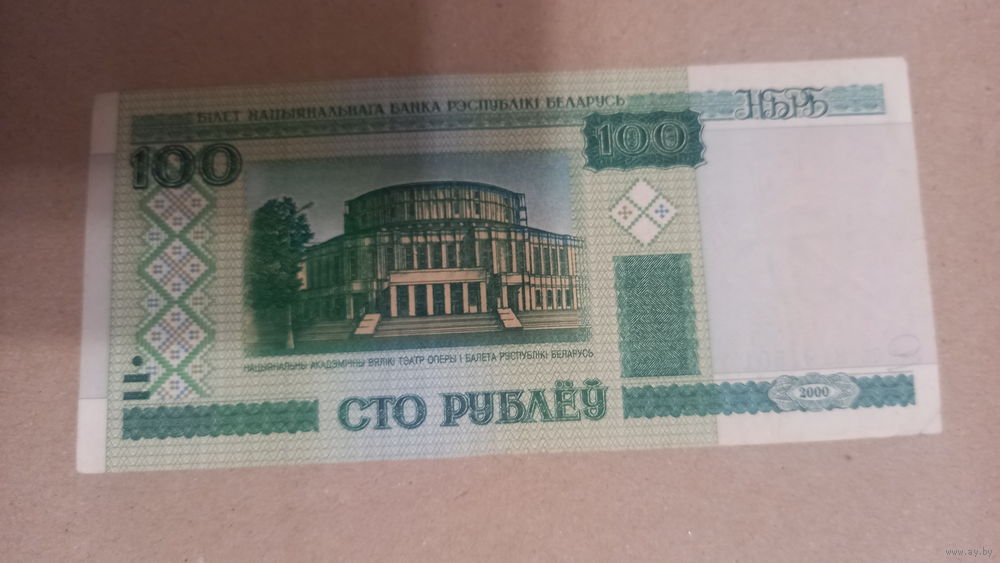 БІЛЕТ НАЦЫЯНАЛЬНАГА БАНКА РЭСПУБЛІКІ БЕЛАРУСЬ
НБРБ
100
100
НАЦЫЯНАЛЬНЫ АКАДЭМІЧНЫ ВЯЛІКІ ТЭАТР ОПЕРЫ І БАЛЕТА РЭСПУБЛІКІ БЕЛАРУСЬ
СТО РУБЛЁЎ
2000
www.ay.by